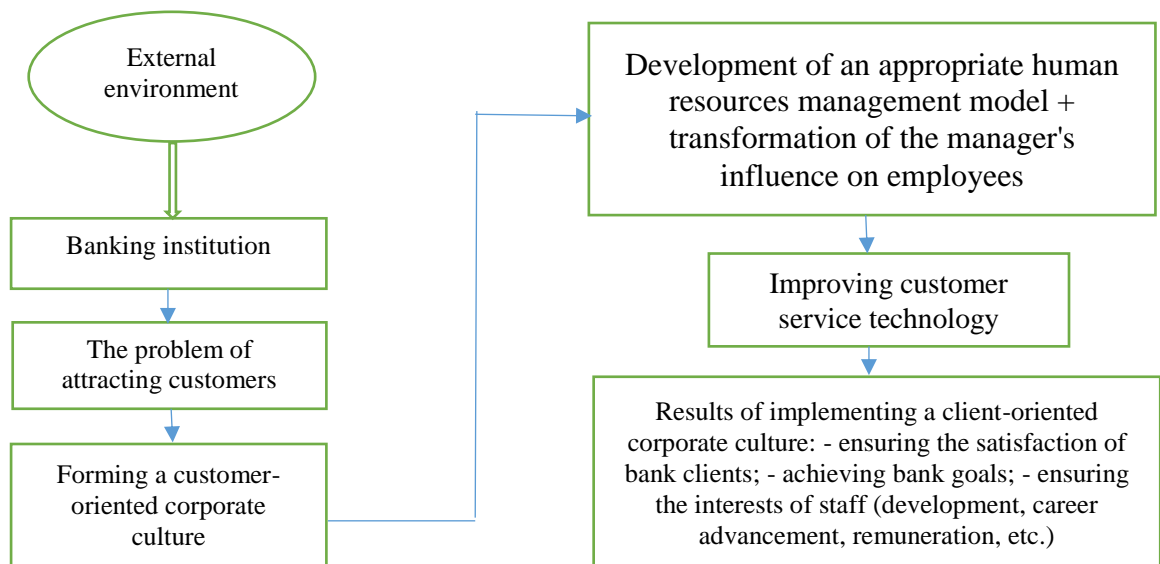 External
environment
Banking institution
The problem of
attracting customers
Forming a customer-
oriented corporate
culture
Development of an appropriate human
resources management model +
transformation of the manager's
influence on employees
Improving customer
service technology
Results of implementing a client-oriented
corporate culture: - ensuring the satisfaction of
bank clients; - achieving bank goals; - ensuring
the interests of staff (development, career
advancement, remuneration, etc.)